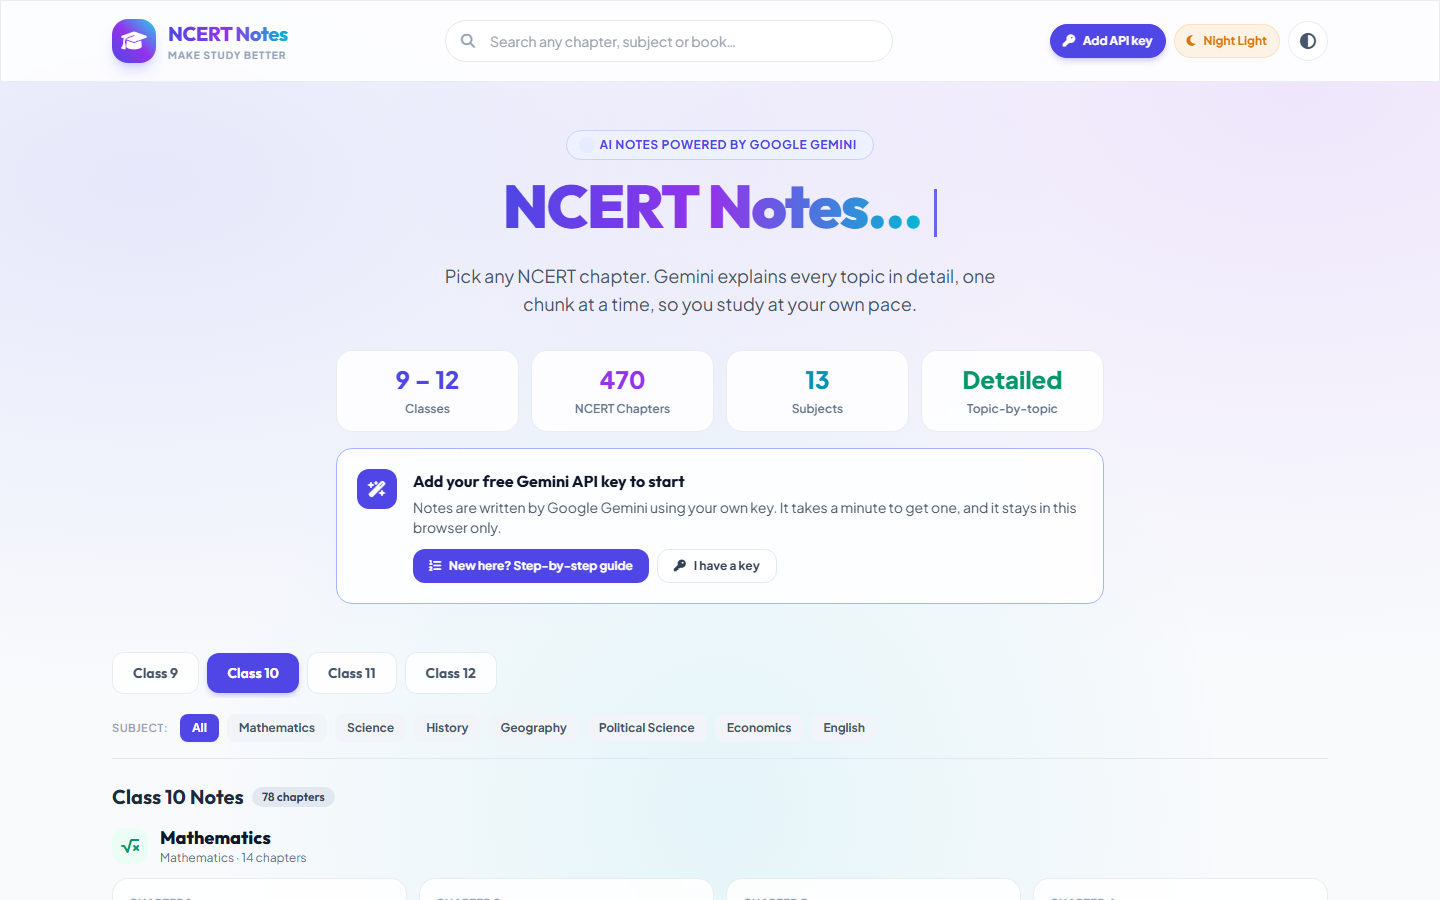 NCERT Notes
MAKE STUDY BETTER
Search any chapter, subject or book...
Add API key
Night Light
AI NOTES POWERED BY GOOGLE GEMINI
NCERT Notes...
Pick any NCERT chapter. Gemini explains every topic in detail, one
chunk at a time, so you study at your own pace.
9 – 12
Classes
470
NCERT Chapters
13
Subjects
Detailed
Topic-by-topic
Add your free Gemini API key to start
Notes are written by Google Gemini using your own key. It takes a minute to get one, and it stays in this
browser only.
New here? Step-by-step guide
I have a key
Class 9
Class 10
Class 11
Class 12
SUBJECT:
All
Mathematics
Science
History
Geography
Political Science
Economics
English
Class 10 Notes
78 chapters
Mathematics
Mathematics · 14 chapters